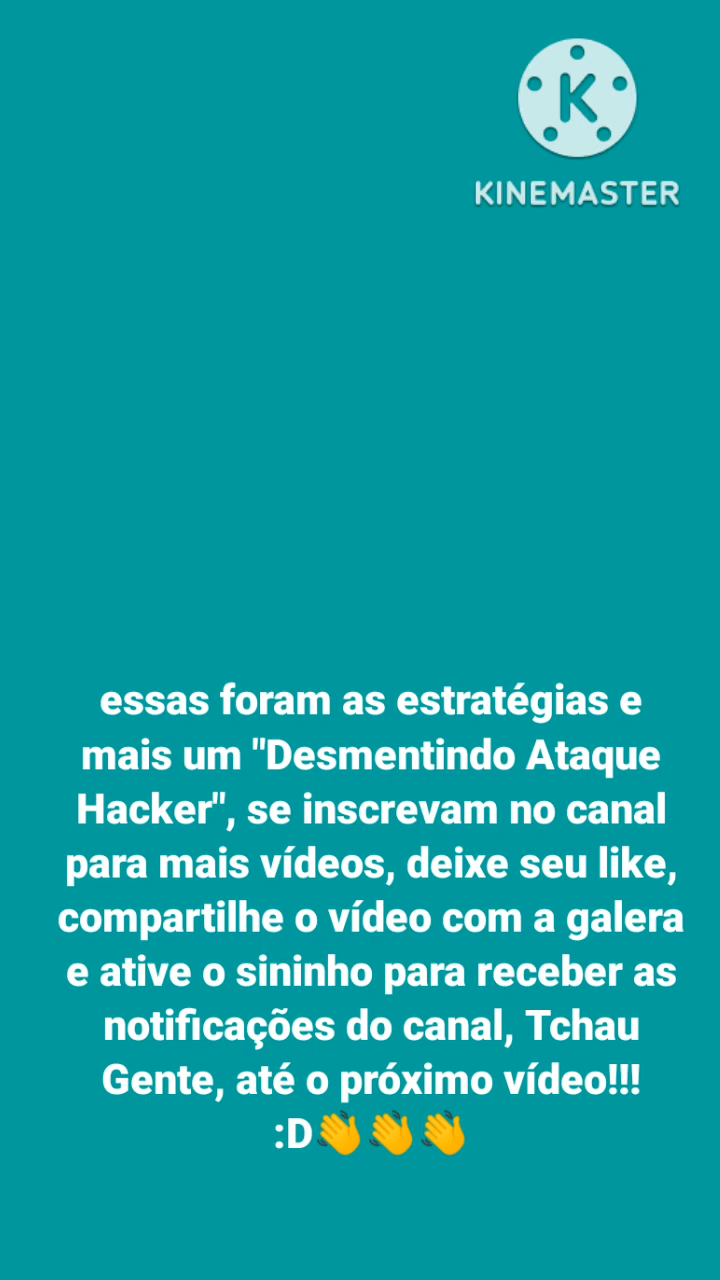 K
KINEMASTER
essas foram as estratégias e
mais um "Desmentindo Ataque
Hacker", se inscrevam no canal
para mais vídeos, deixe seu like,
compartilhe o vídeo com a galera
e ative o sininho para receber as
notificações do canal, Tchau
Gente, até o próximo vídeo!!!
:D👋👋👋